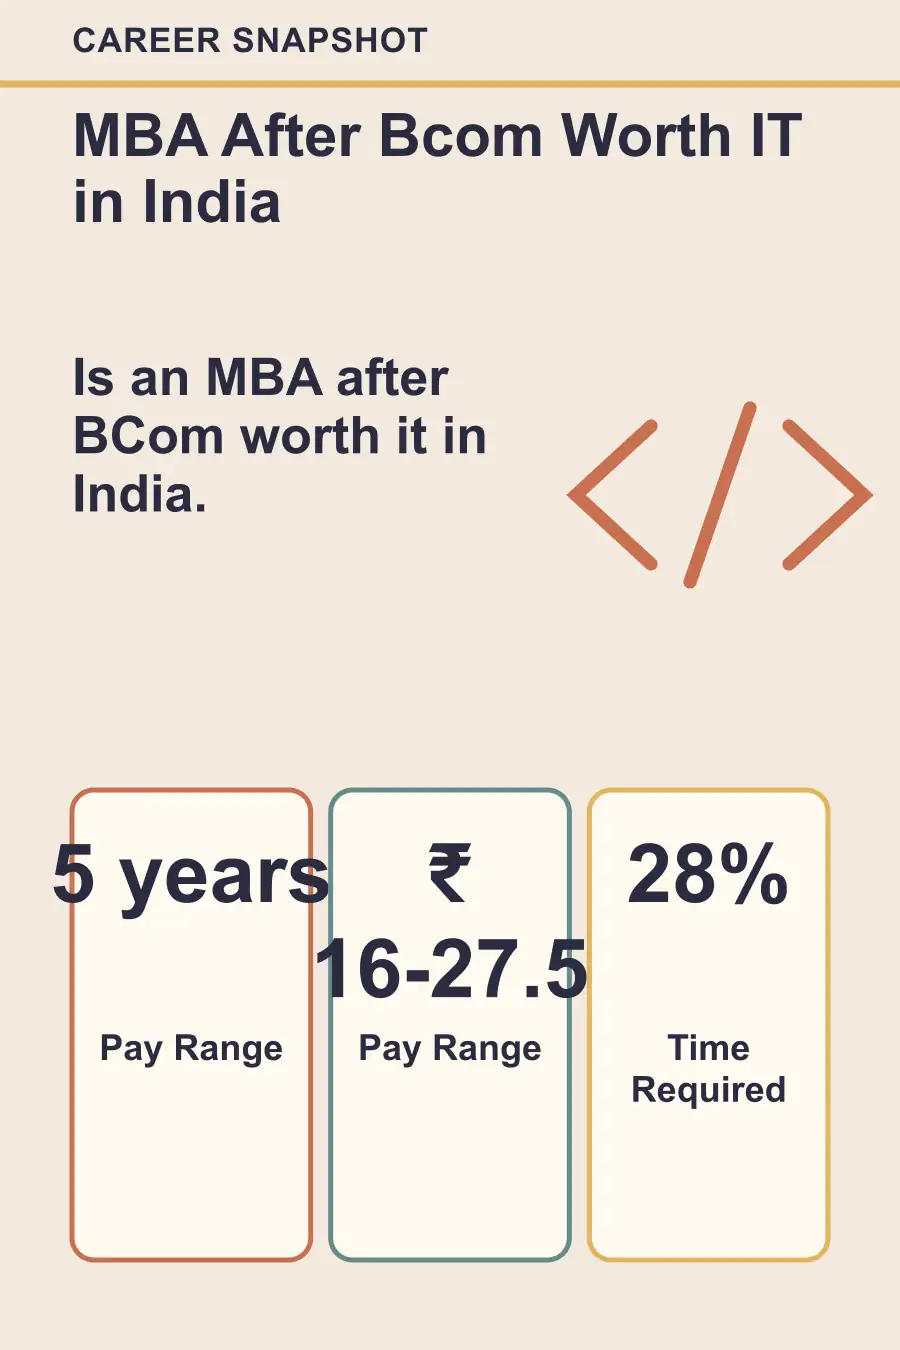 CAREER SNAPSHOT
MBA After Bcom Worth IT
in India
Is an MBA after
BCom worth it in
India.
5 years
Pay Range
₹
16-27.5
Pay Range
28%
Time
Required